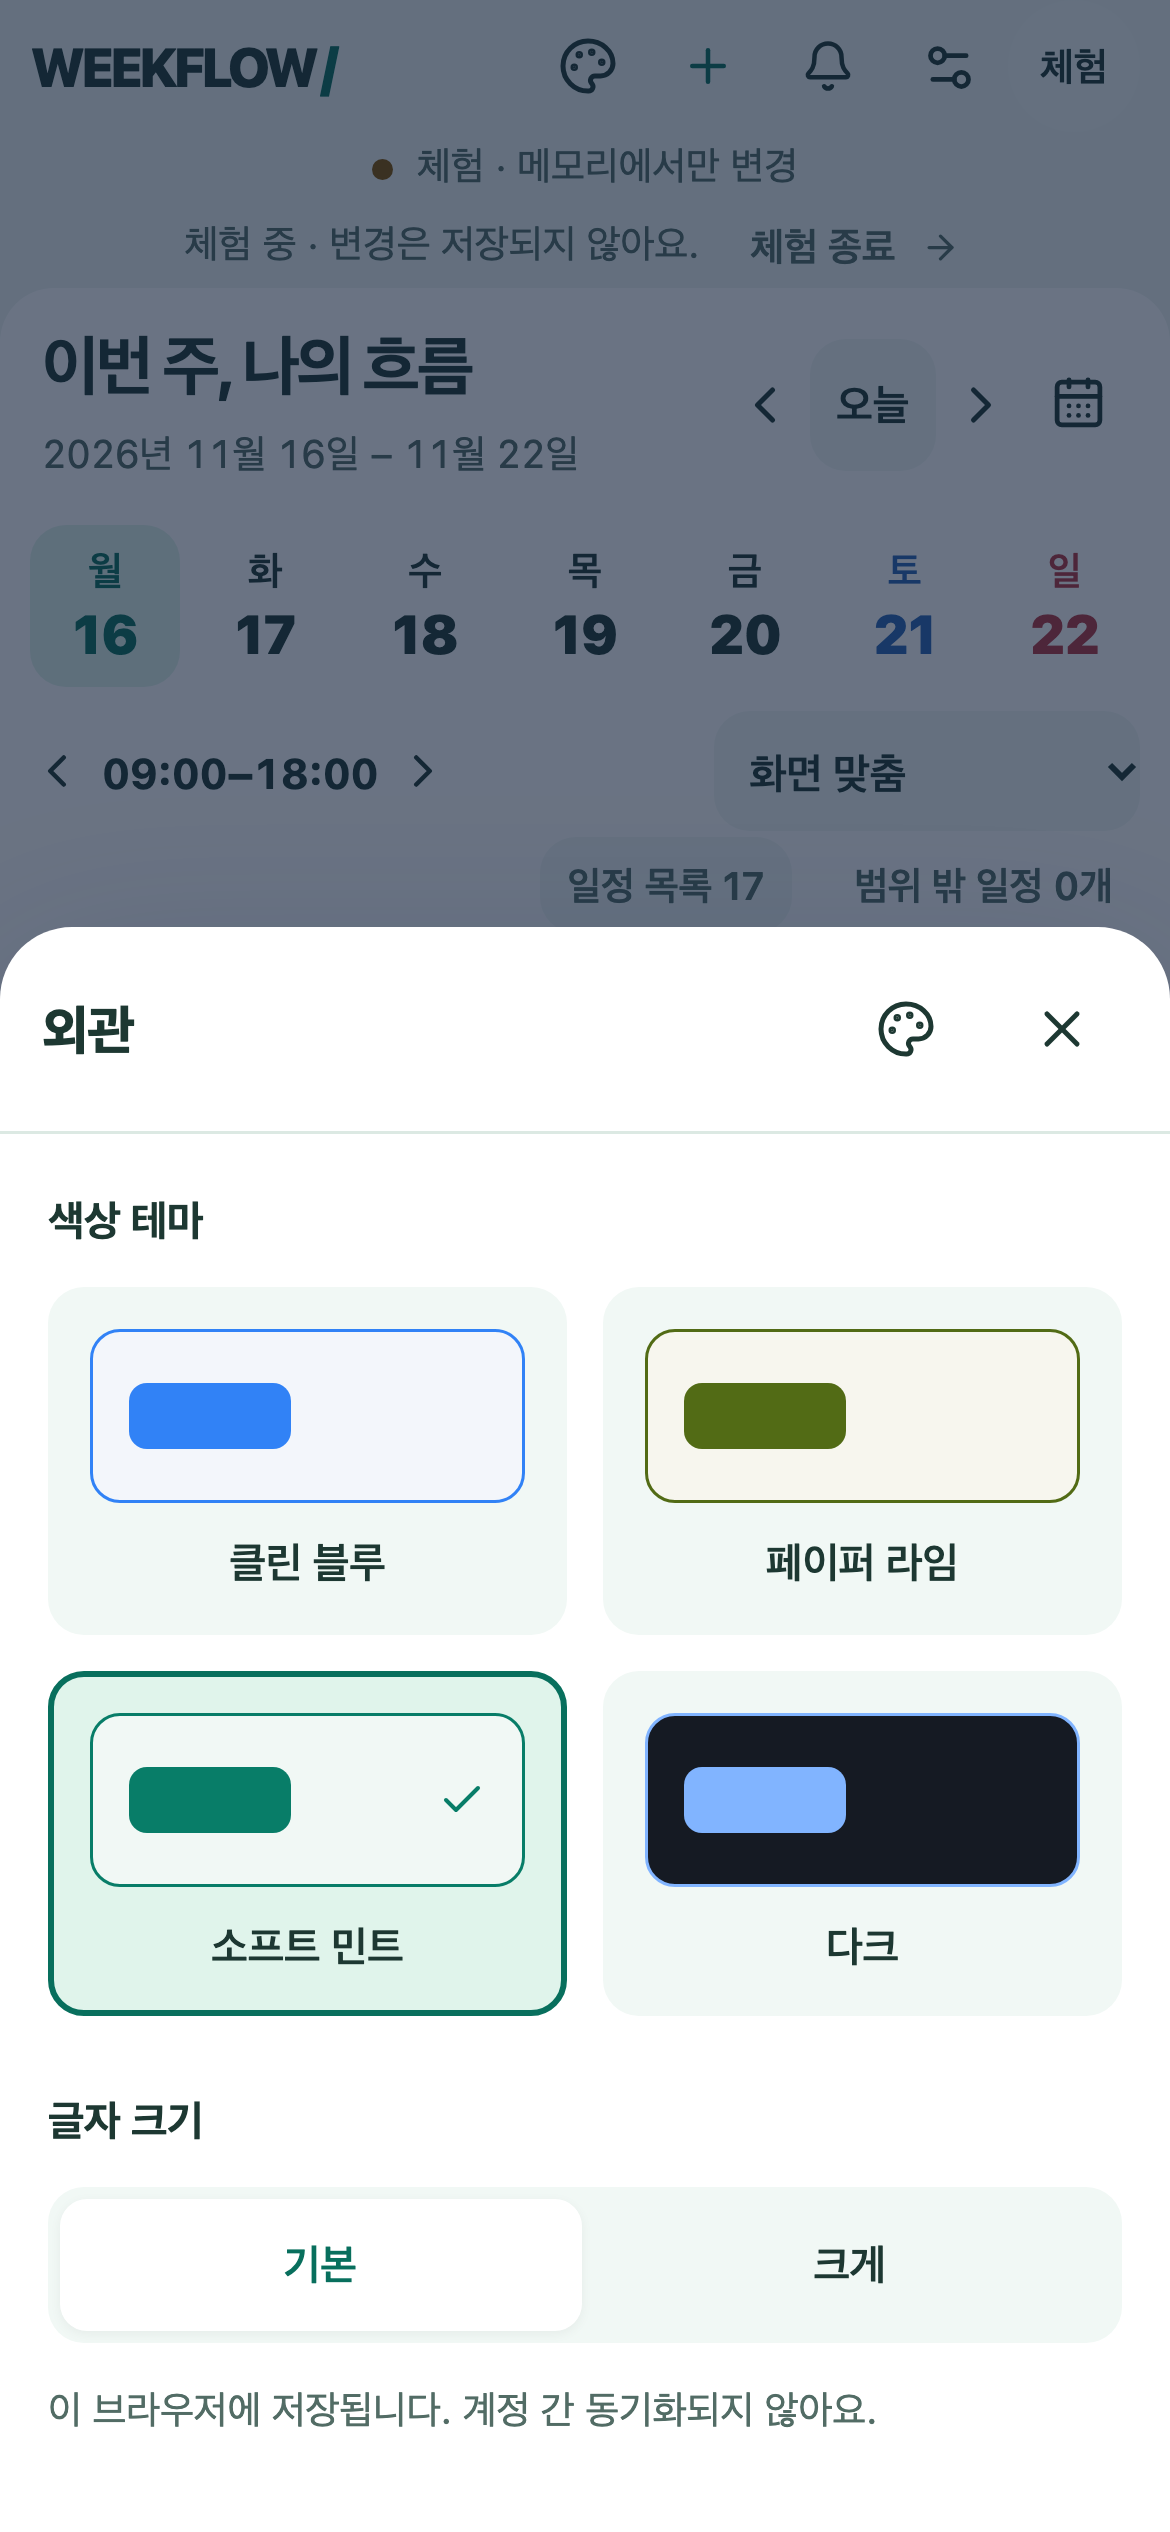 WEEKFLOW/
체험
체험 · 메모리에서만 변경
체험 중 · 변경은 저장되지 않아요. 체험 종료 →
이번 주, 나의 흐름
오늘
2026년 11월 16일 – 11월 22일
월 화 수 목 금 토 일
16 17 18 19 20 21 22
09:00–18:00
화면 맞춤
일정 목록 17 범위 밖 일정 0개
외관
색상 테마
클린 블루 페이퍼 라임
소프트 민트 다크
글자 크기
기본 크게
이 브라우저에 저장됩니다. 계정 간 동기화되지 않아요.